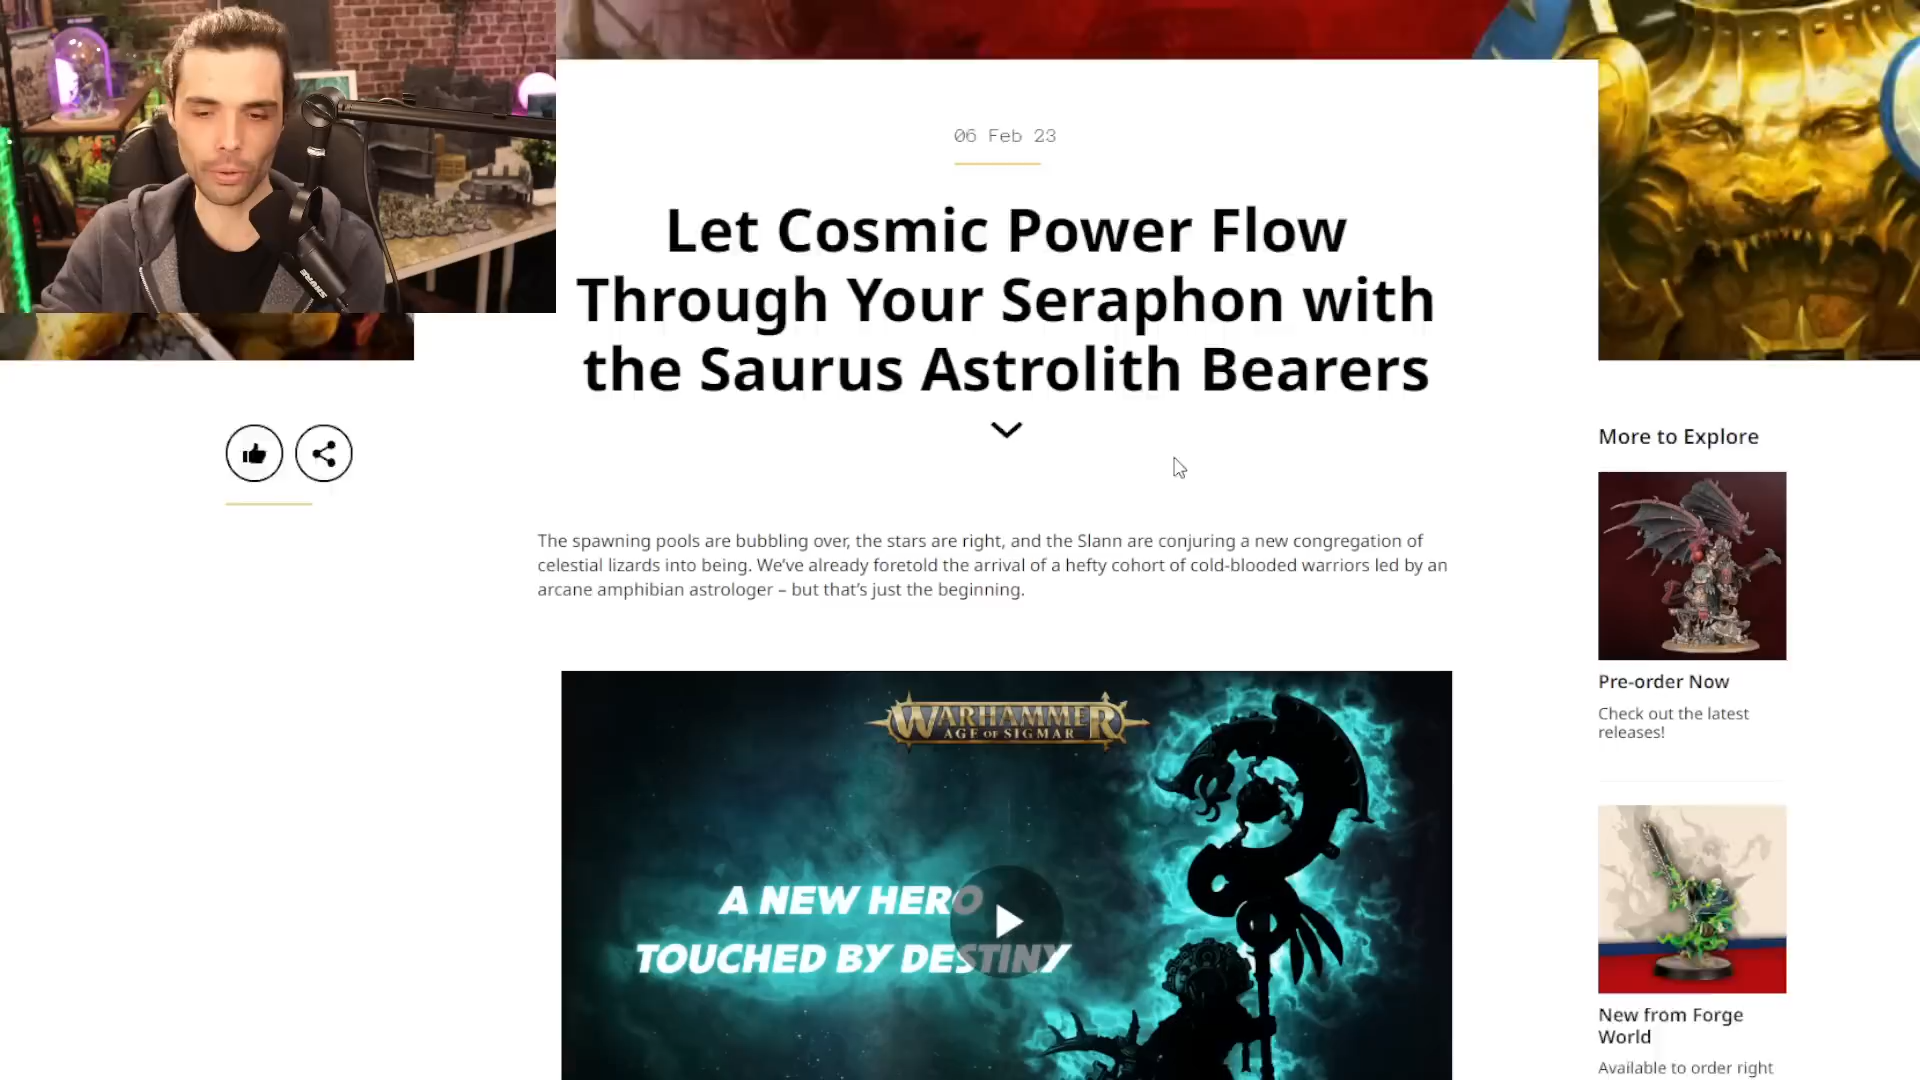 06 Feb 23
Let Cosmic Power Flow
Through Your Seraphon with
the Saurus Astrolith Bearers
The spawning pools are bubbling over, the stars are right, and the Slann are conjuring a new congregation of
celestial lizards into being. We’ve already foretold the arrival of a hefty cohort of cold-blooded warriors led by an
arcane amphibian astrologer – but that’s just the beginning.
WARHAMMER
AGE OF SIGMAR
A NEW HERO
TOUCHED BY DESTINY
More to Explore
Pre-order Now
Check out the latest
releases!
New from Forge
World
Available to order right
SHURE